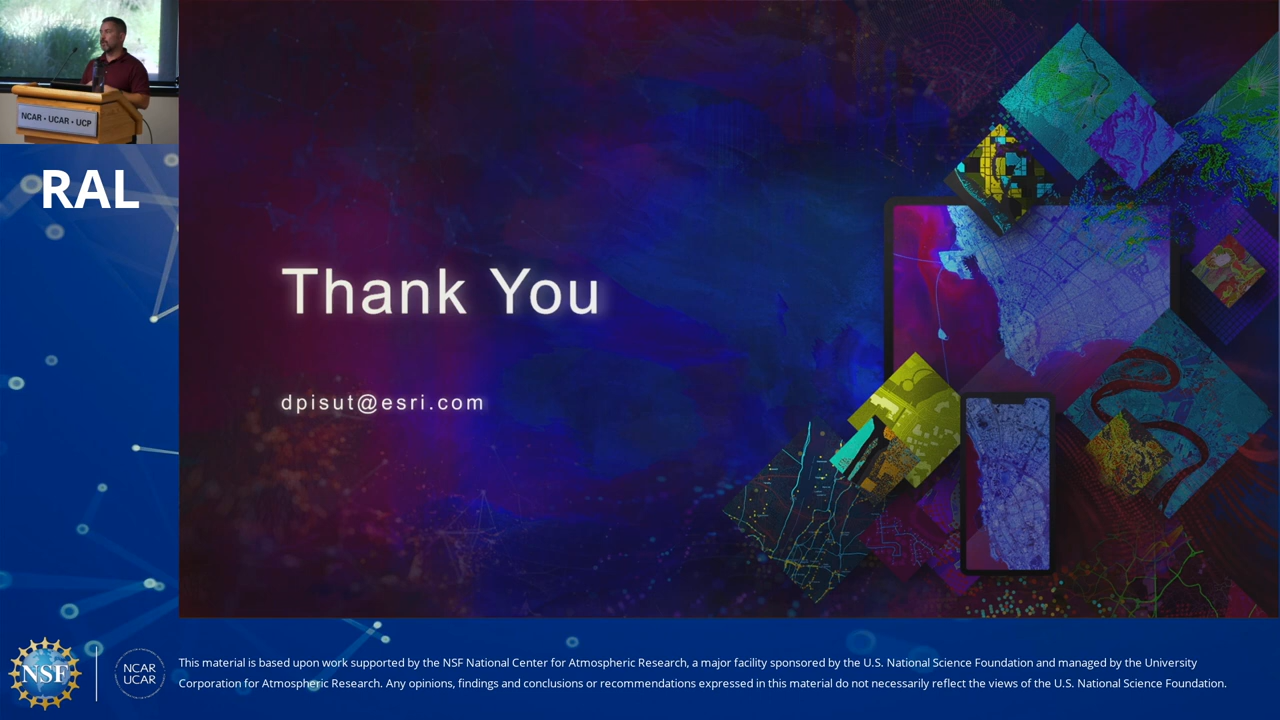 NCAR • UCAR • UCP
RAL
Thank You
dpisut@esri.com
NSF
NCAR
UCAR
This material is based upon work supported by the NSF National Center for Atmospheric Research, a major facility sponsored by the U.S. National Science Foundation and managed by the University
Corporation for Atmospheric Research. Any opinions, findings and conclusions or recommendations expressed in this material do not necessarily reflect the views of the U.S. National Science Foundation.